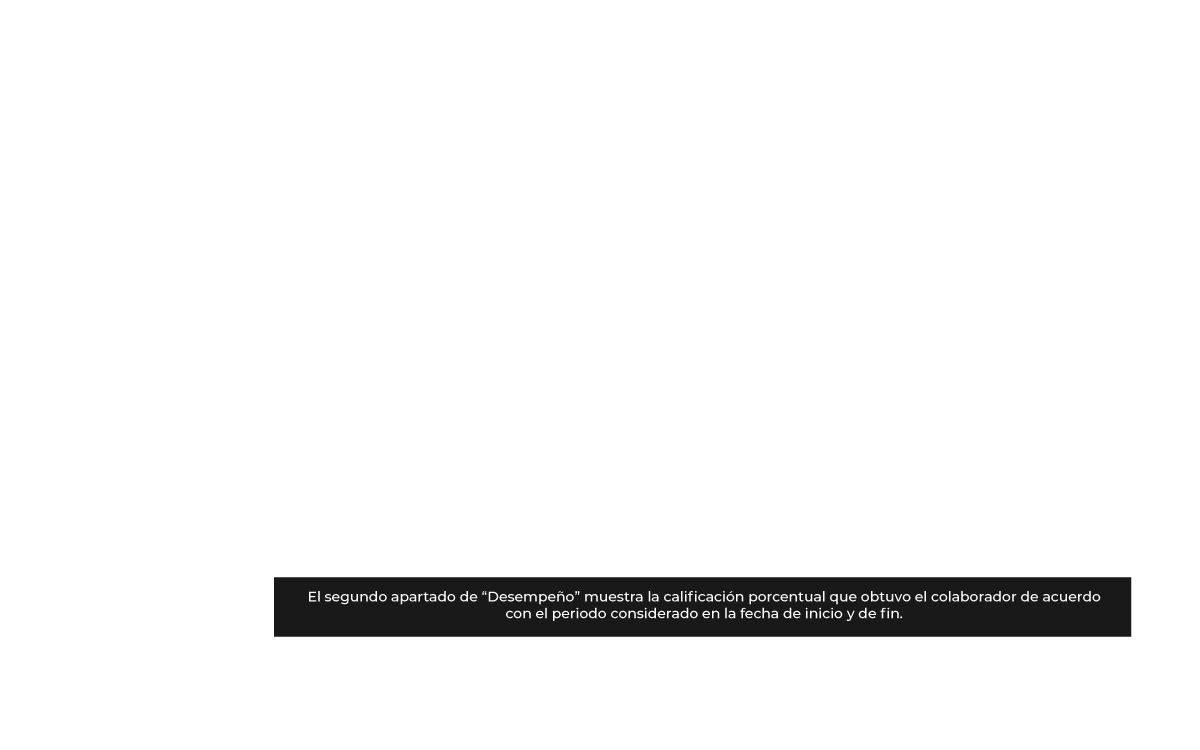 El segundo apartado de “Desempeño” muestra la calificación porcentual que obtuvo el colaborador de acuerdo
con el periodo considerado en la fecha de inicio y de fin.